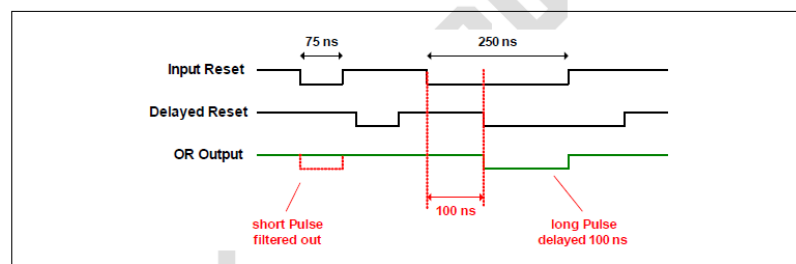 75 ns
250 ns
Input Reset
Delayed Reset
OR Output
100 ns
short Pulse
filtered out
long Pulse
delayed 100 ns